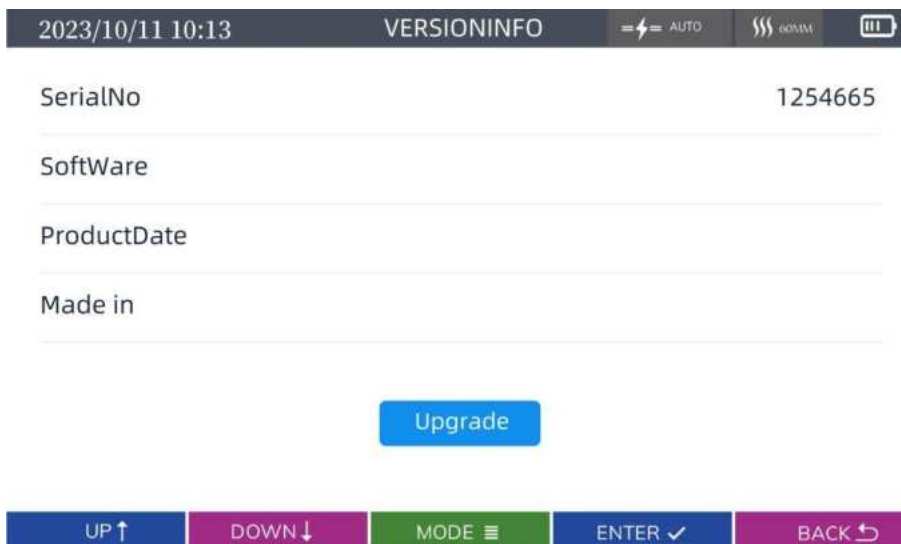 2023/10/11 10:13 VERSIONINFO AUTO 60MM
SerialNo 1254665
SoftWare
ProductDate
Made in
Upgrade
UP↑ DOWN↓ MODE ≡ ENTER ✓ BACK ⮌